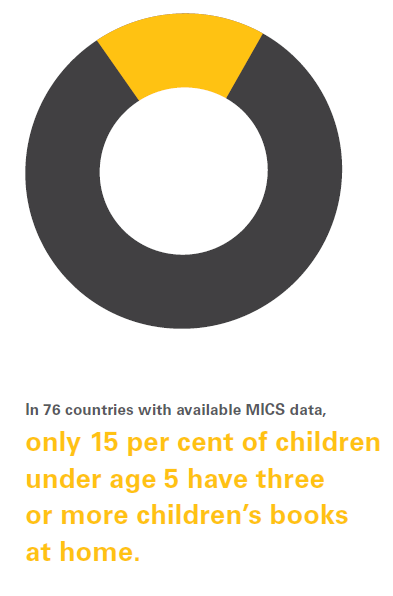 In 76 countries with available MICS data,
only 15 per cent of children
under age 5 have three
or more children’s books
at home.